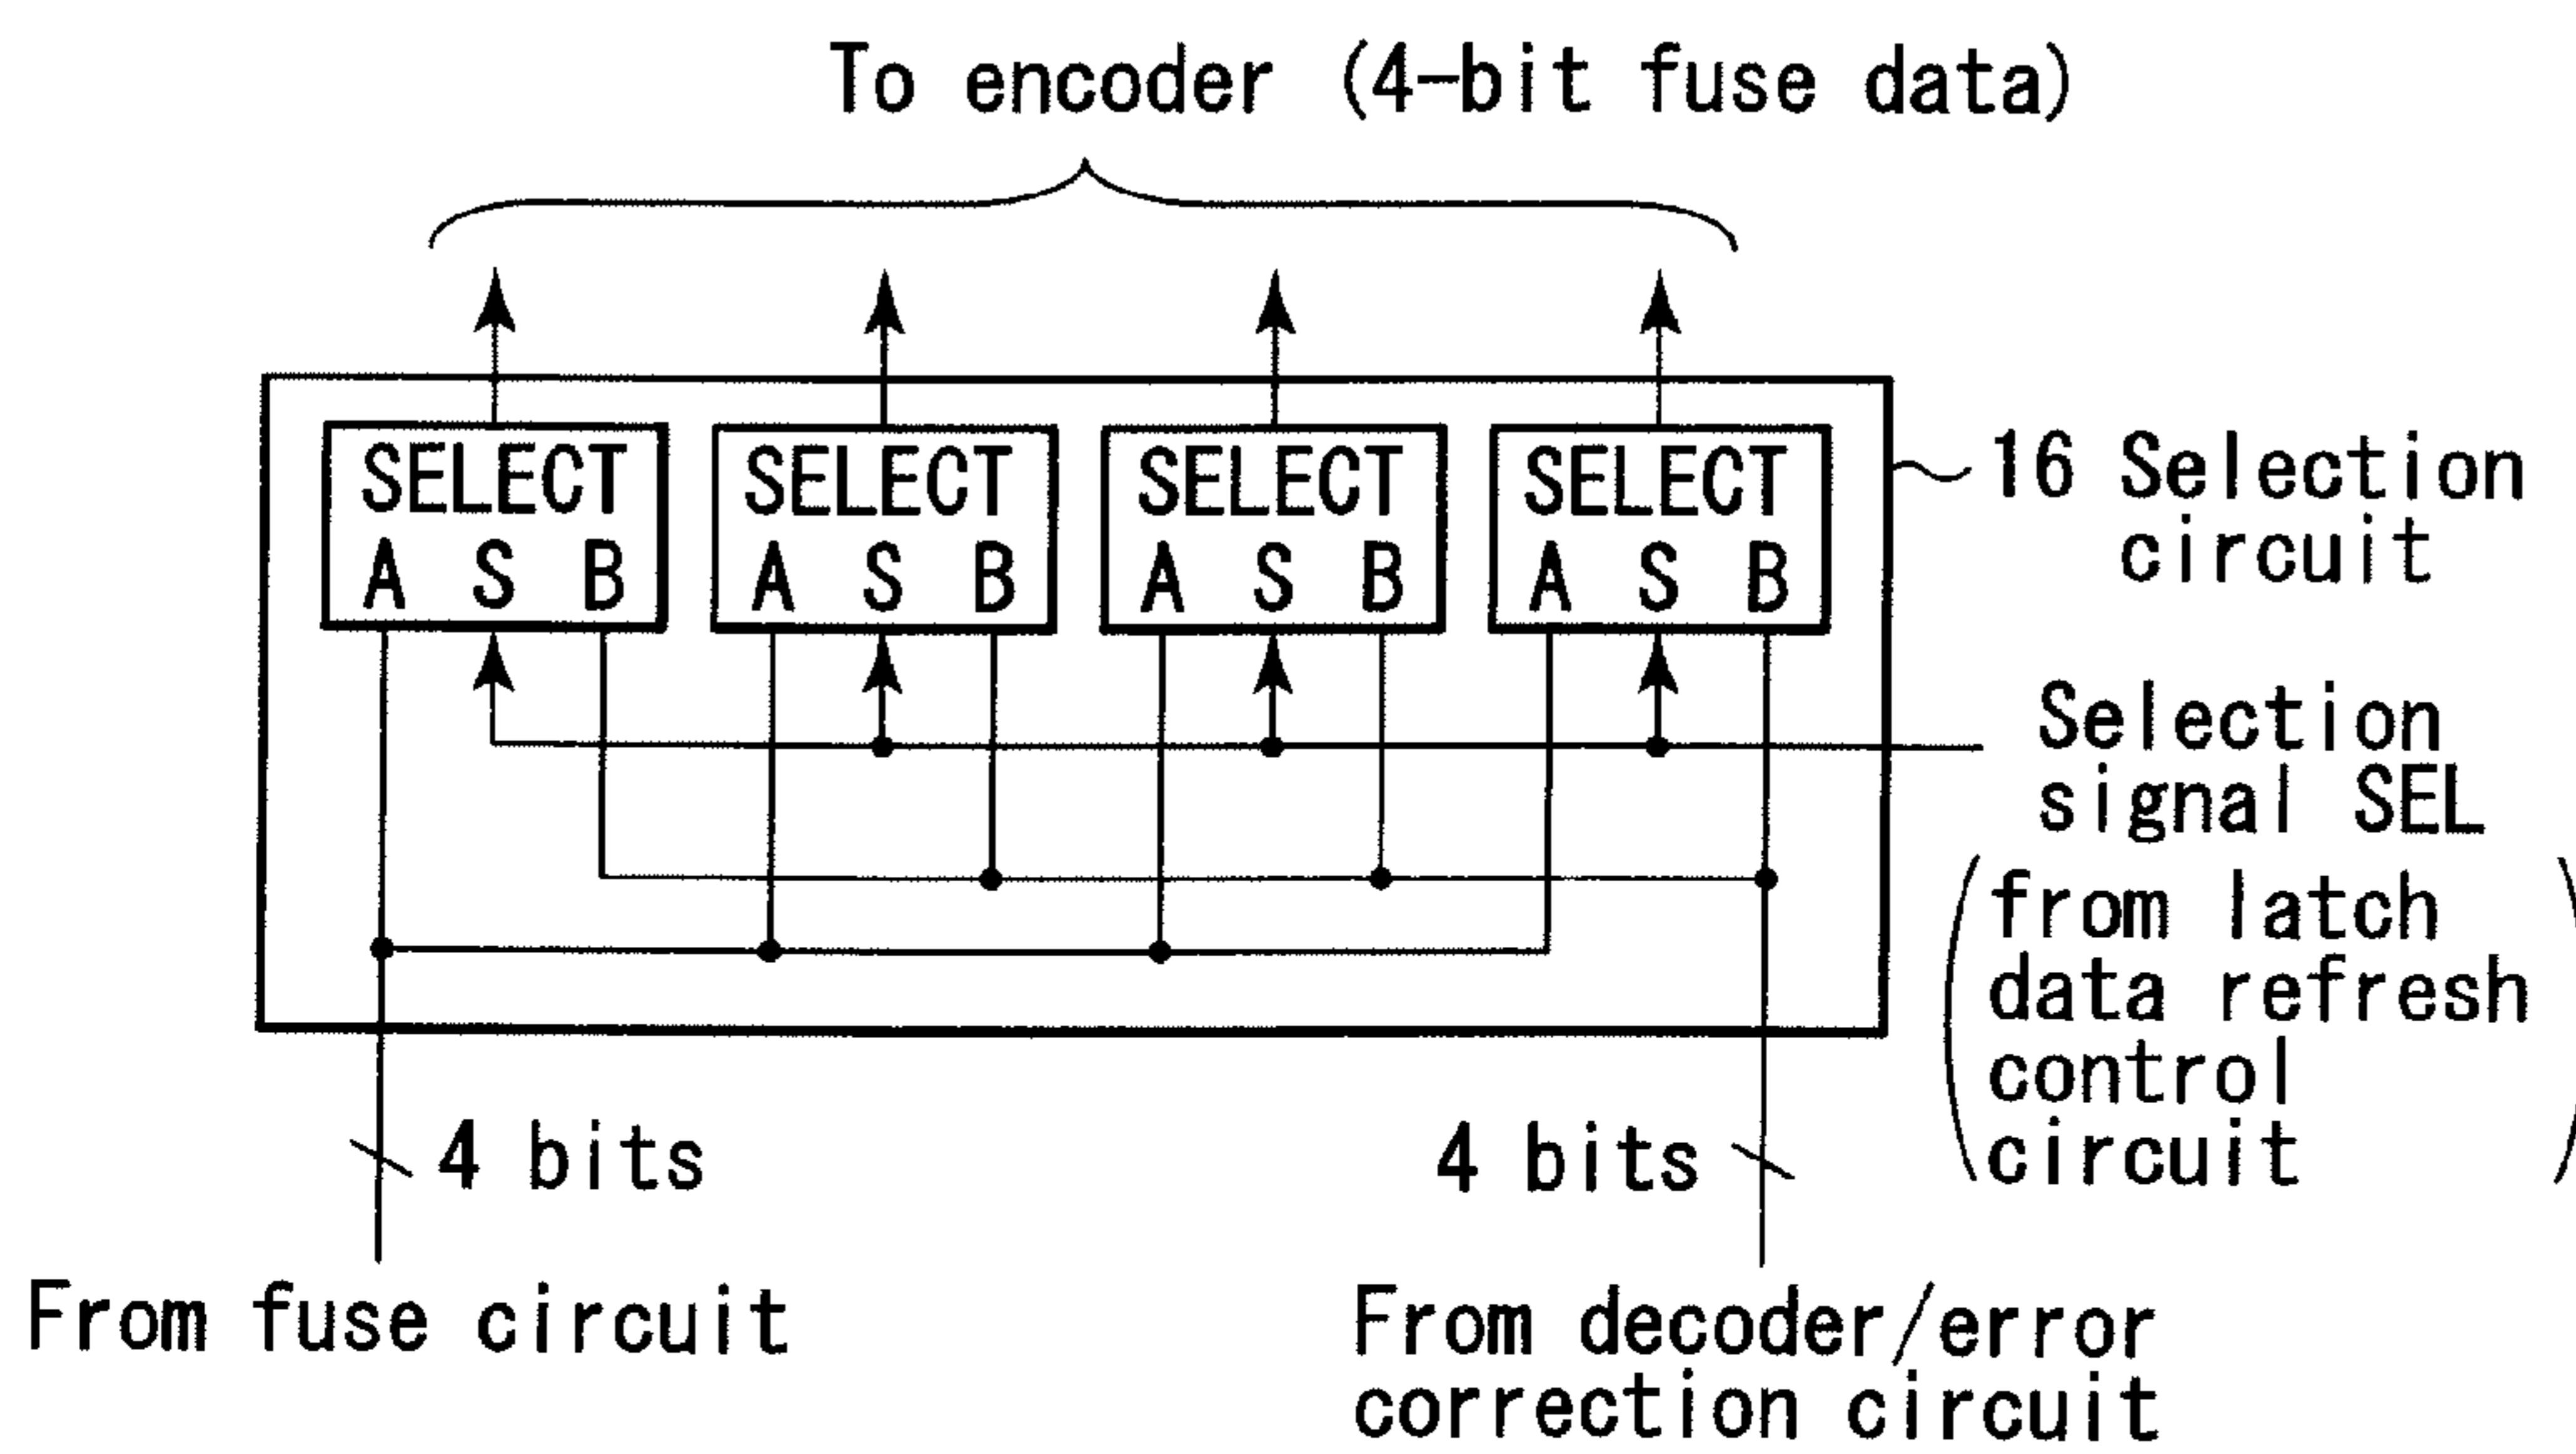 To encoder (4-bit fuse data)
SELECT SELECT SELECT SELECT
A S B A S B A S B A S B
16 Selection
circuit
Selection
signal SEL
(from latch
data refresh
control
circuit)
4 bits
4 bits
From fuse circuit
From decoder/error
correction circuit